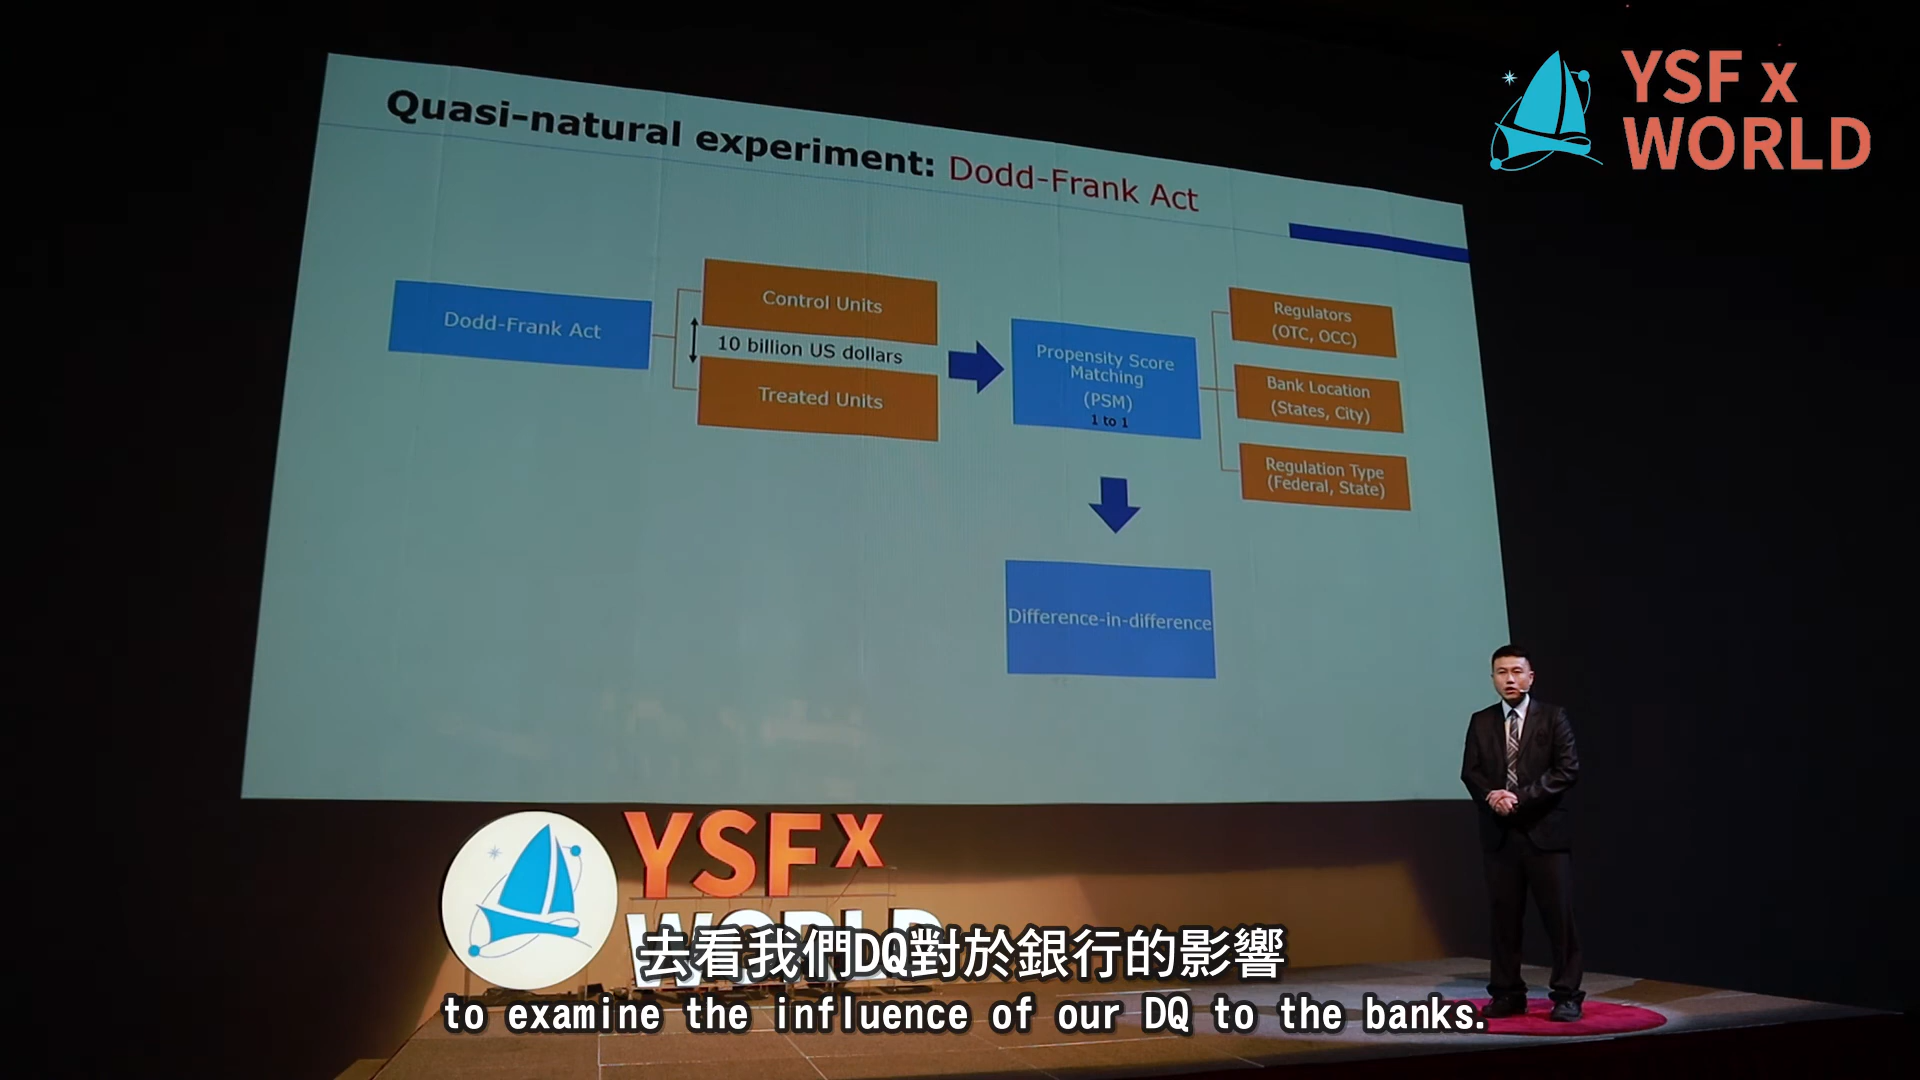 YSF x
WORLD
Quasi-natural experiment: Dodd-Frank Act
Dodd-Frank Act
Control Units
10 billion US dollars
Treated Units
Propensity Score
Matching
(PSM)
1 to 1
Regulators
(OTC, OCC)
Bank Location
(States, City)
Regulation Type
(Federal, State)
Difference-in-difference
YSF x
WORLD
去看我們DQ對於銀行的影響
to examine the influence of our DQ to the banks.